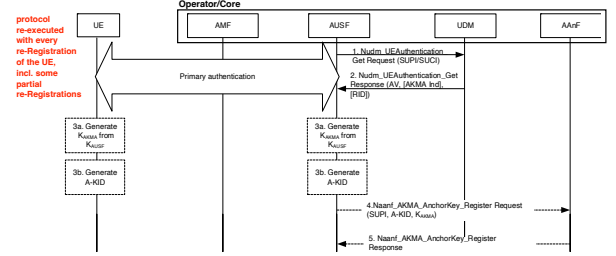 Operator/Core
protocol
re-executed
with every
re-Registration
of the UE,
incl. some
partial
re-Registrations
UE
AMF
AUSF
UDM
AAnF
1. Nudm_UEAuthentication_
Get Request (SUPI/SUCI)
Primary authentication
2. Nudm_UEAuthentication_Get
Response (AV, [AKMA Ind],
[RID])
3a. Generate
KAKMA from
KAUSF
3a. Generate
KAKMA from
KAUSF
3b. Generate
A-KID
3b. Generate
A-KID
4.Naanf_AKMA_AnchorKey_Register Request
(SUPI, A-KID, KAKMA)
5. Naanf_AKMA_AnchorKey_Register
Response